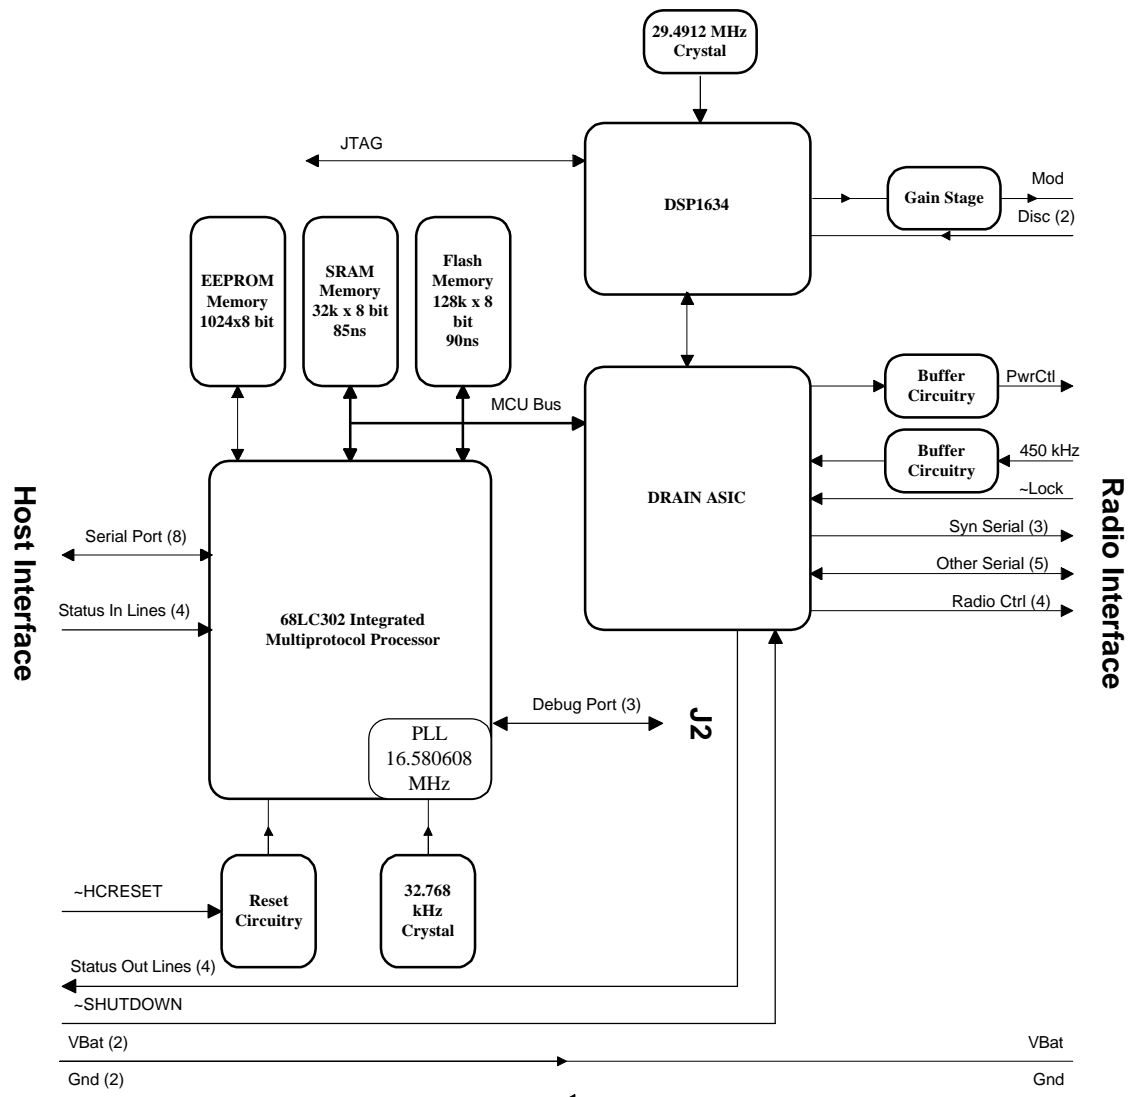 29.4912 MHz
Crystal
JTAG
DSP1634
Gain Stage
Mod
Disc (2)
EEPROM
Memory
1024x8 bit
SRAM
Memory
32k x 8 bit
85ns
Flash
Memory
128k x 8
bit
90ns
MCU Bus
Buffer
Circuitry
PwrCtl
Buffer
Circuitry
450 kHz
DRAIN ASIC
~Lock
Syn Serial (3)
Other Serial (5)
Radio Ctrl (4)
Host Interface
Radio Interface
Serial Port (8)
Status In Lines (4)
68LC302 Integrated
Multiprotocol Processor
Debug Port (3)
J2
PLL
16.580608
MHz
~HCRESET
Reset
Circuitry
32.768
kHz
Crystal
Status Out Lines (4)
~SHUTDOWN
VBat (2)
VBat
Gnd (2)
Gnd